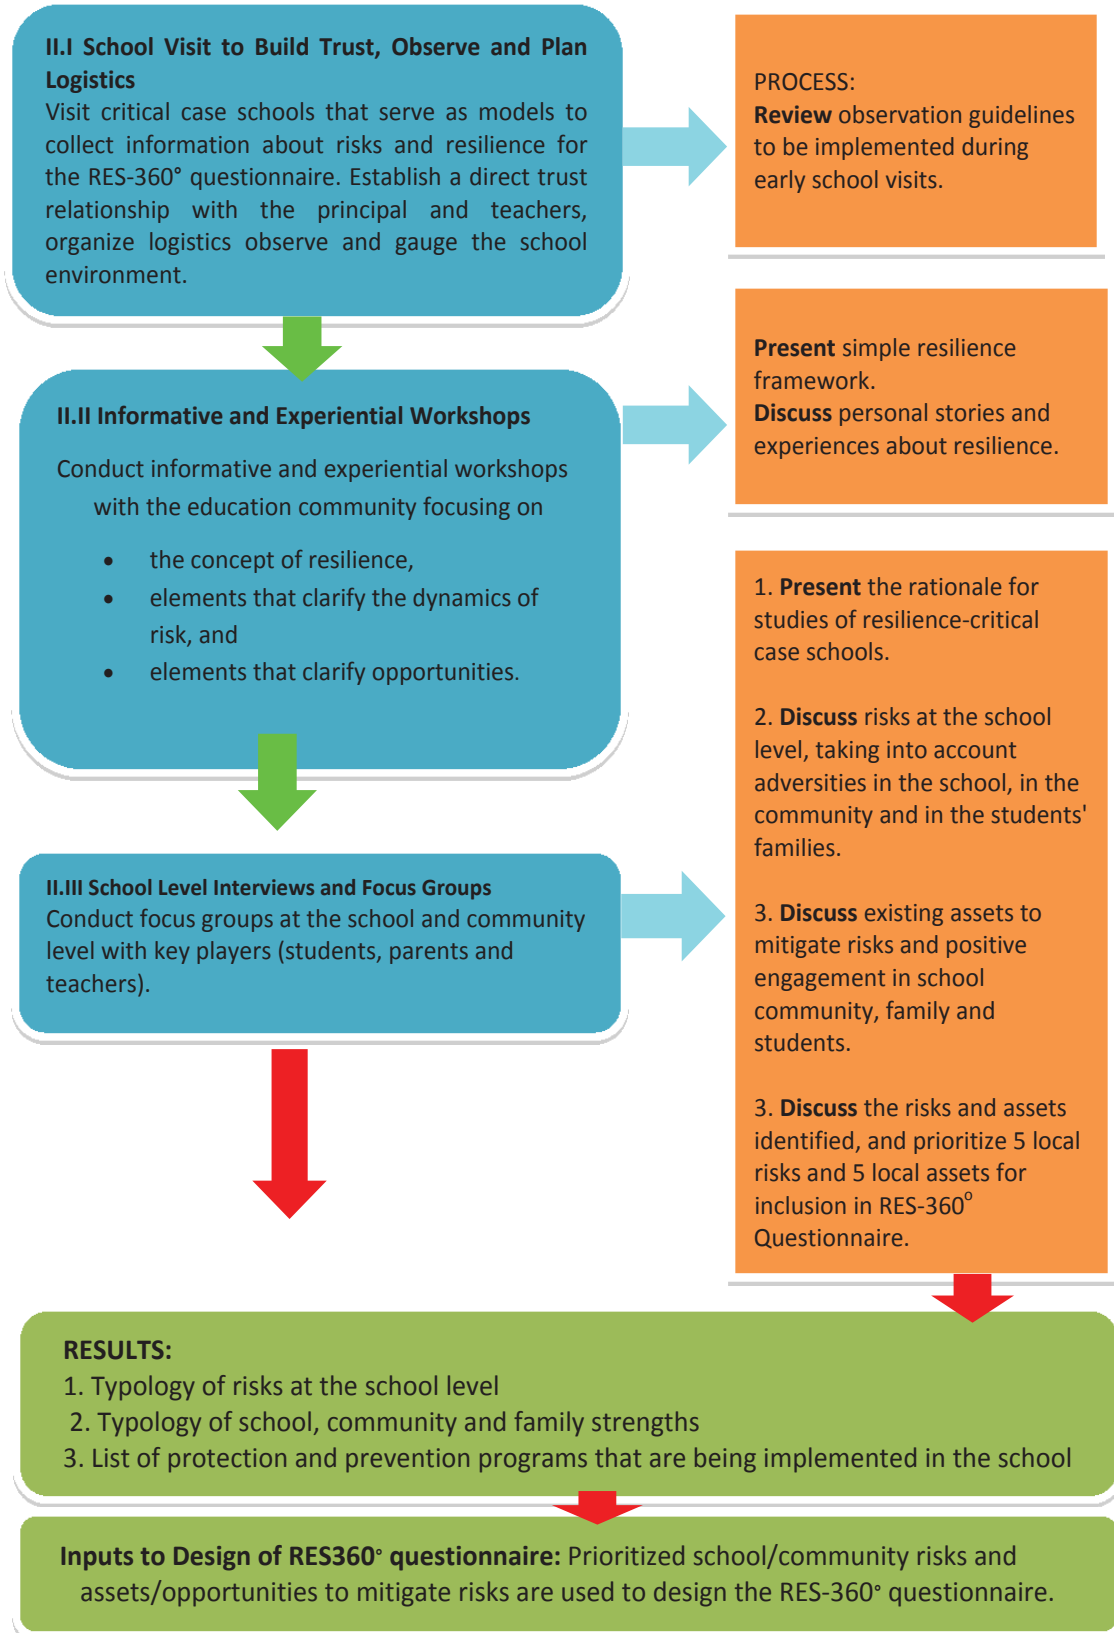 II.I School Visit to Build Trust, Observe and Plan
Logistics
Visit critical case schools that serve as models to
collect information about risks and resilience for
the RES-360° questionnaire. Establish a direct trust
relationship with the principal and teachers,
organize logistics observe and gauge the school
environment.
PROCESS:
Review observation guidelines
to be implemented during
early school visits.
II.II Informative and Experiential Workshops
Conduct informative and experiential workshops
with the education community focusing on
• the concept of resilience,
• elements that clarify the dynamics of
risk, and
• elements that clarify opportunities.
Present simple resilience
framework.
Discuss personal stories and
experiences about resilience.
II.III School Level Interviews and Focus Groups
Conduct focus groups at the school and community
level with key players (students, parents and
teachers).
1. Present the rationale for
studies of resilience-critical
case schools.
2. Discuss risks at the school
level, taking into account
adversities in the school, in the
community and in the students'
families.
3. Discuss existing assets to
mitigate risks and positive
engagement in school
community, family and
students.
3. Discuss the risks and assets
identified, and prioritize 5 local
risks and 5 local assets for
inclusion in RES-360°
Questionnaire.
RESULTS:
1. Typology of risks at the school level
2. Typology of school, community and family strengths
3. List of protection and prevention programs that are being implemented in the school
Inputs to Design of RES360° questionnaire: Prioritized school/community risks and
assets/opportunities to mitigate risks are used to design the RES-360° questionnaire.